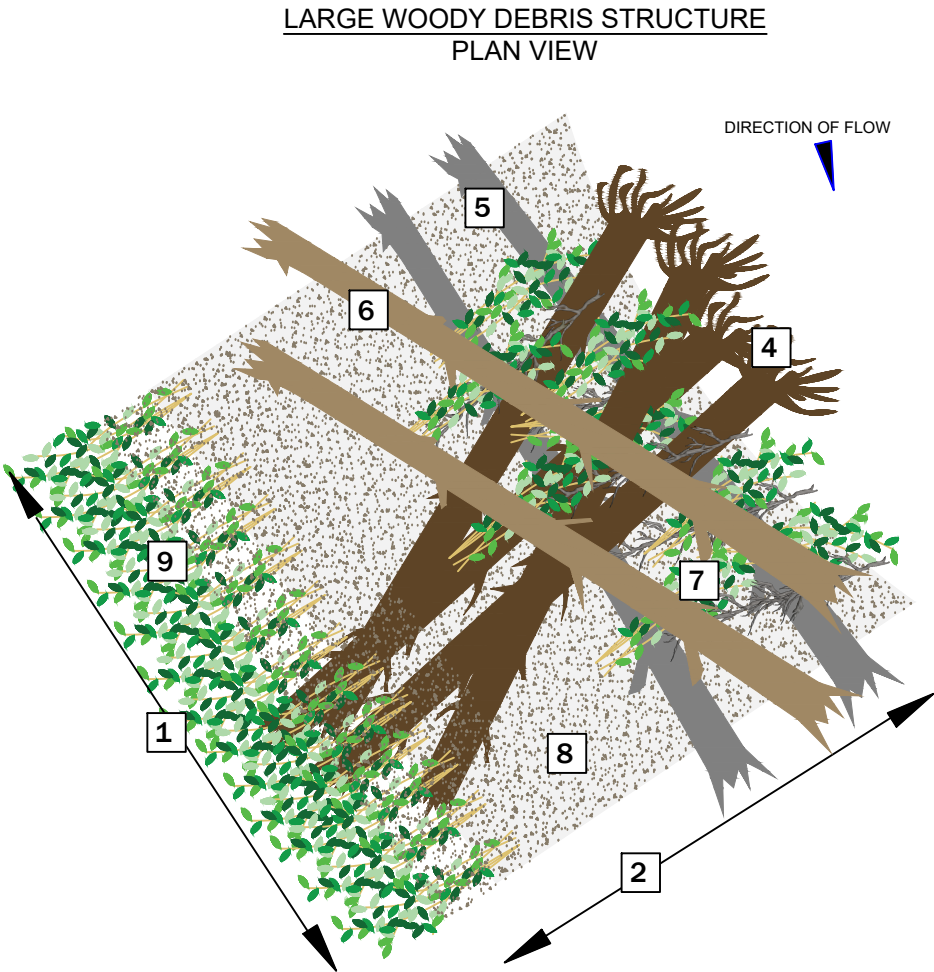 LARGE WOODY DEBRIS STRUCTURE
PLAN VIEW
DIRECTION OF FLOW
5
6
4
9
7
1
8
2